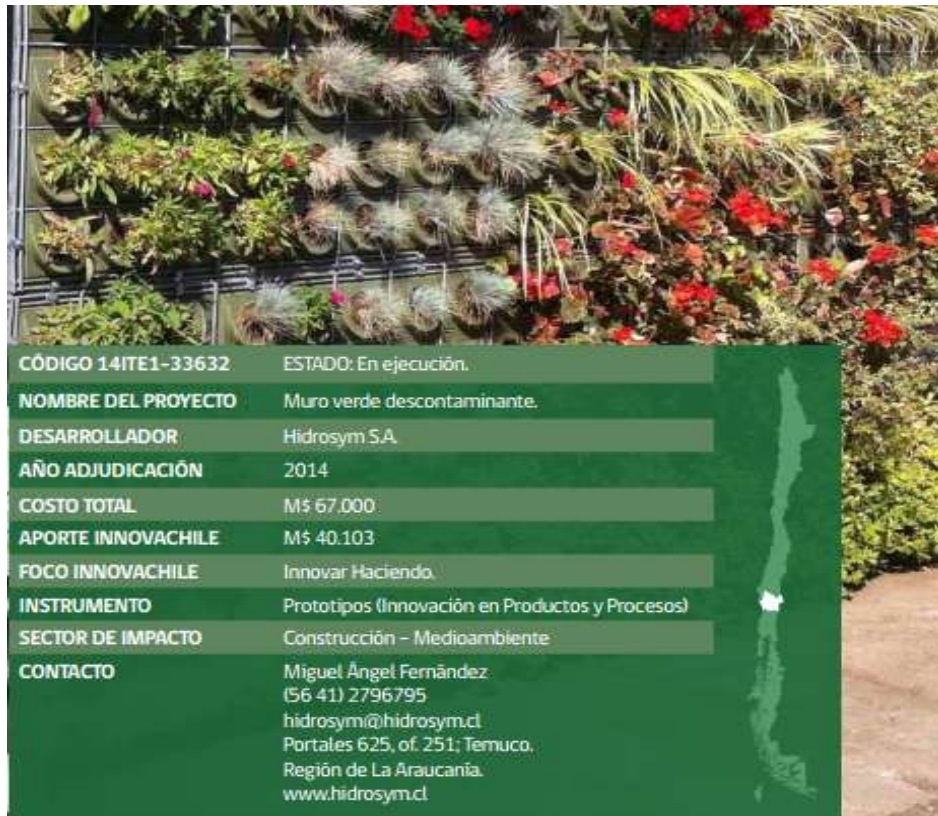 CÓDIGO 14ITE1-33632 ESTADO: En ejecución.
NOMBRE DEL PROYECTO Muro verde descontaminante.
DESARROLLADOR Hidrosym S.A.
AÑO ADJUDICACIÓN 2014
COSTO TOTAL M$ 67.000
APORTE INNOVACHILE M$ 40.103
FOCO INNOVACHILE Innovar Haciendo.
INSTRUMENTO Prototipos (Innovación en Productos y Procesos)
SECTOR DE IMPACTO Construcción – Medioambiente
CONTACTO Miguel Ángel Fernández
(56 41) 2796795
hidrosym@hidrosym.cl
Portales 625, of. 251; Temuco.
Región de La Araucanía.
www.hidrosym.cl